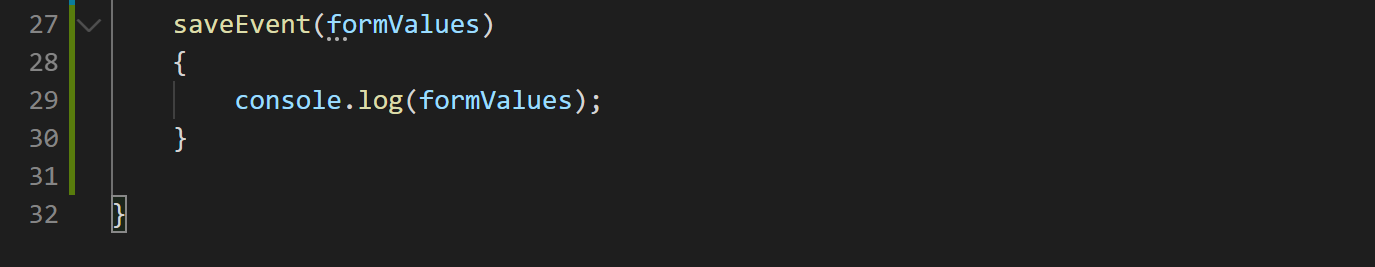 27 saveEvent(formValues)
28 {
29 console.log(formValues);
30 }
31
32 }